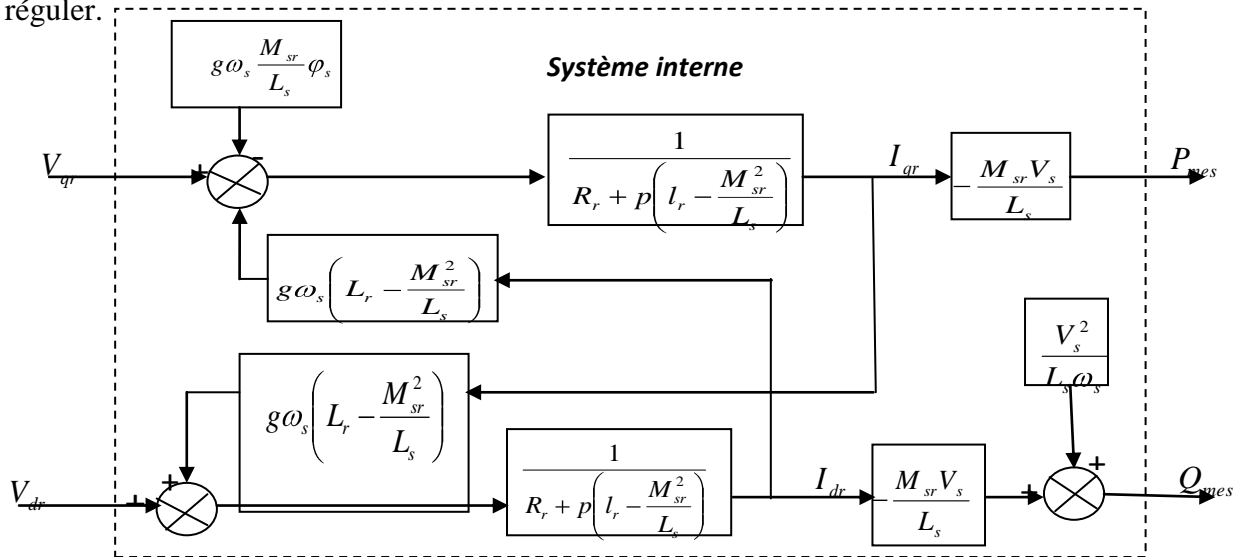 réguler.
gω_s M_sr/L_s φ_s
Système interne
V_qr + -
1/(R_r + p(l_r − M_sr²/L_s))
I_qr
− M_sr V_s/L_s
P_mes
gω_s (L_r − M_sr²/L_s)
V_s²/(L_s ω_s)
gω_s (L_r − M_sr²/L_s)
V_dr + +
1/(R_r + p(l_r − M_sr²/L_s))
I_dr
− M_sr V_s/L_s
+ +
Q_mes